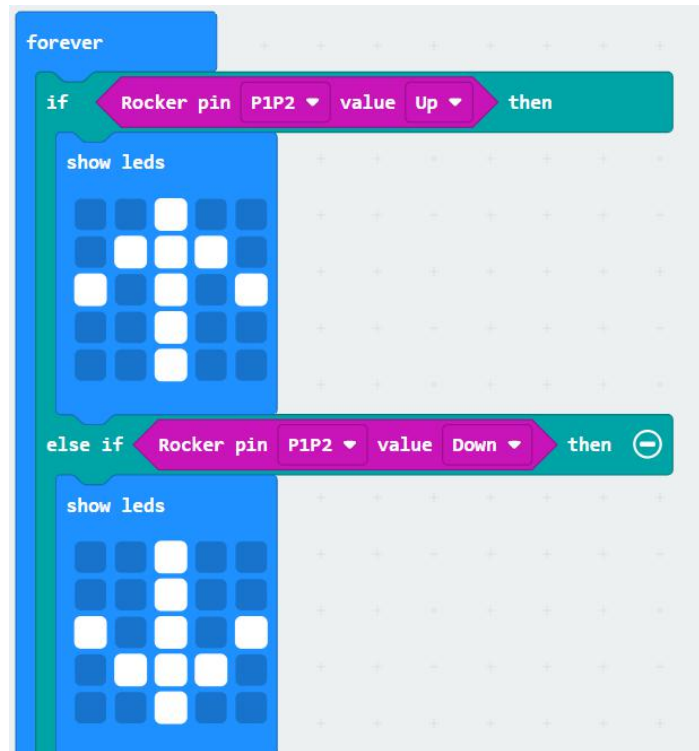 forever
if Rocker pin P1P2 value Up then
show leds
else if Rocker pin P1P2 value Down then
show leds